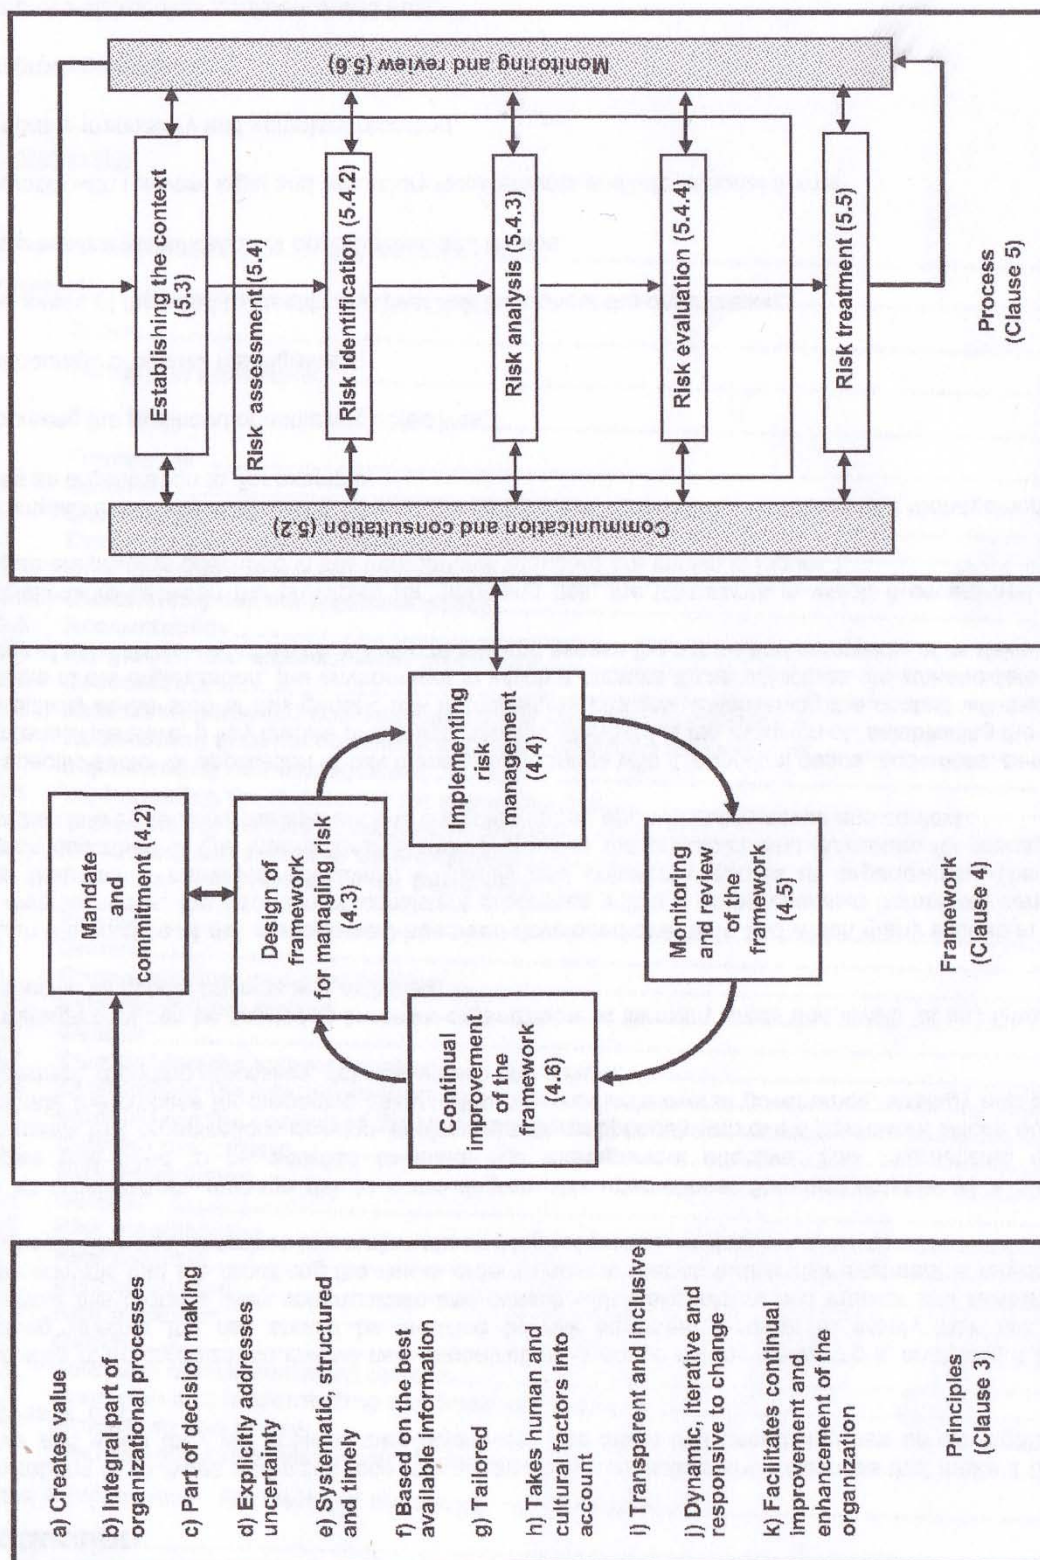 a) Creates value
b) Integral part of
organizational processes
c) Part of decision making
d) Explicitly addresses
uncertainty
e) Systematic, structured
and timely
f) Based on the best
available information
g) Tailored
h) Takes human and
cultural factors into
account
i) Transparent and inclusive
j) Dynamic, iterative and
responsive to change
k) Facilitates continual
improvement and
enhancement of the
organization
Principles
(Clause 3)
Mandate
and
commitment (4.2)
Design of
framework
for managing risk
(4.3)
Implementing
risk
management
(4.4)
Monitoring
and review
of the
framework
(4.5)
Continual
improvement
of the
framework
(4.6)
Framework
(Clause 4)
Communication and consultation (5.2)
Establishing the context
(5.3)
Risk assessment(5.4)
Risk identification (5.4.2)
Risk analysis (5.4.3)
Risk evaluation (5.4.4)
Risk treatment (5.5)
Monitoring and review (5.6)
Process
(Clause 5)